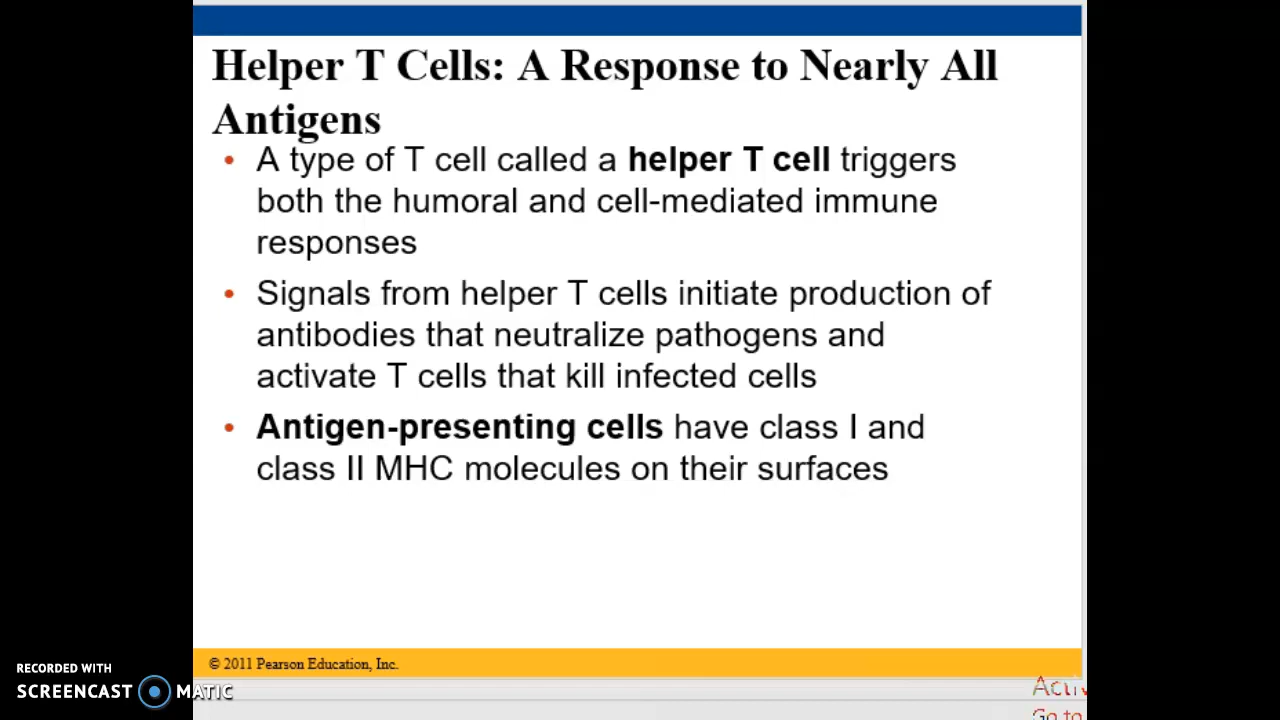 Helper T Cells: A Response to Nearly All
Antigens
• A type of T cell called a helper T cell triggers
both the humoral and cell-mediated immune
responses
• Signals from helper T cells initiate production of
antibodies that neutralize pathogens and
activate T cells that kill infected cells
• Antigen-presenting cells have class I and
class II MHC molecules on their surfaces
© 2011 Pearson Education, Inc.
RECORDED WITH
SCREENCAST MATIC
Go to